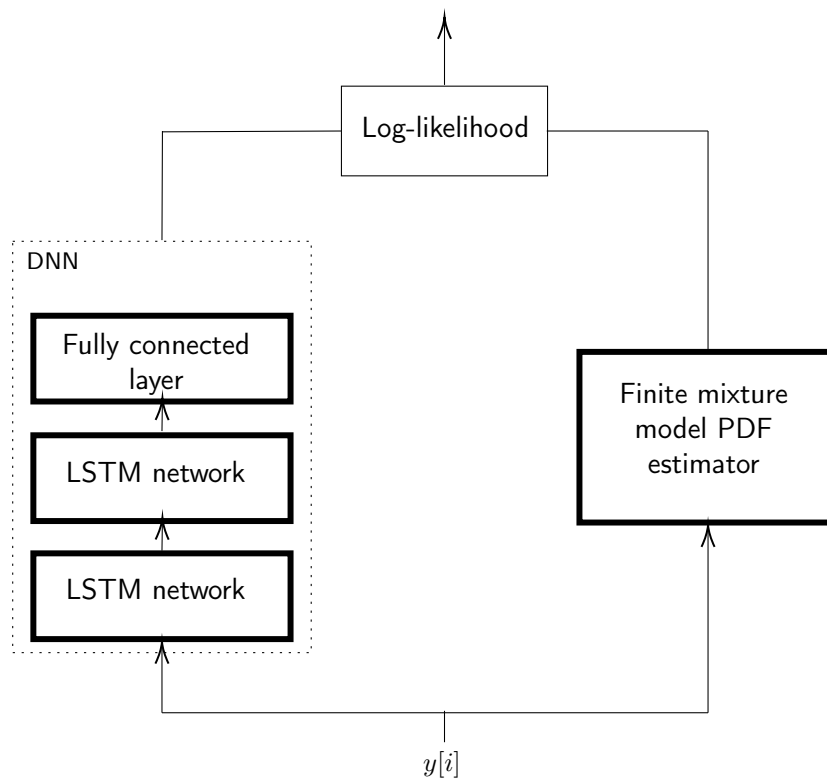 Log-likelihood
DNN
Fully connected
layer
LSTM network
LSTM network
Finite mixture
model PDF
estimator
y[i]